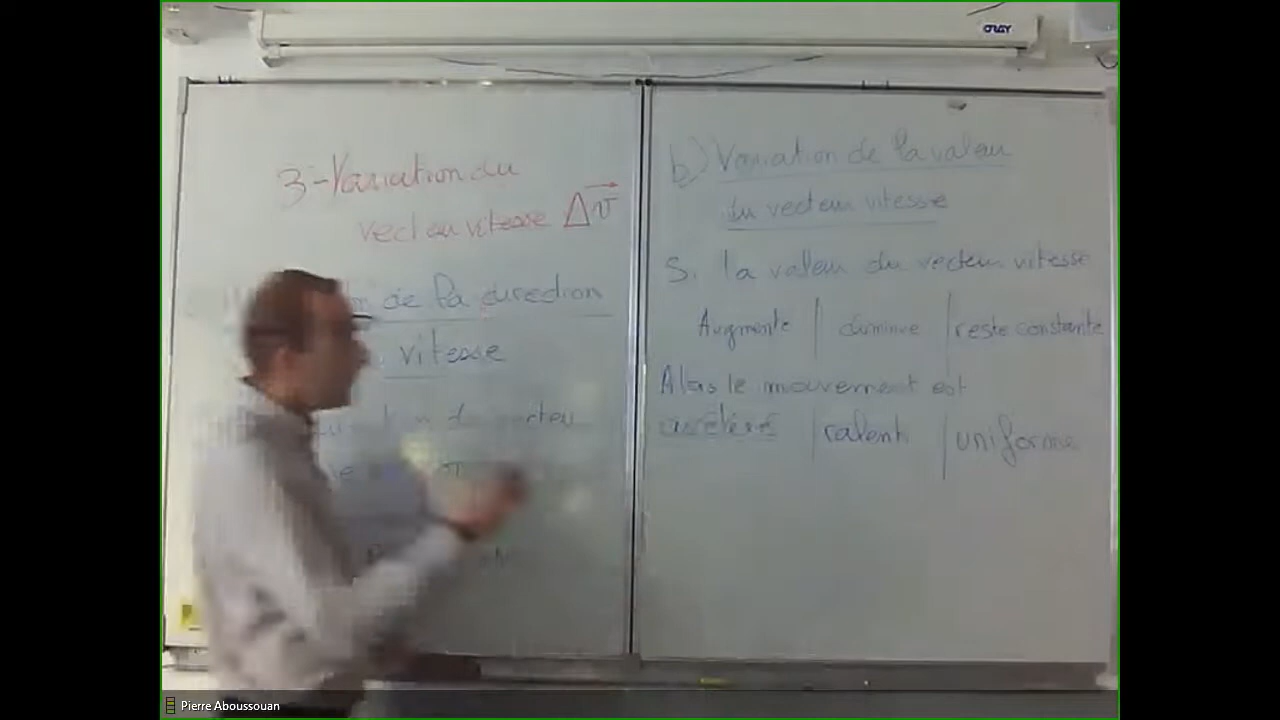 3-Variation du
vecteur vitesse Δv⃗
de la direction
vitesse
b) Variation de la valeur
du vecteur vitesse
Si la valeur du vecteur vitesse
Augmente | diminue | reste constante
Alors le mouvement est
accéléré | ralenti | uniforme
oray
Pierre Aboussouan